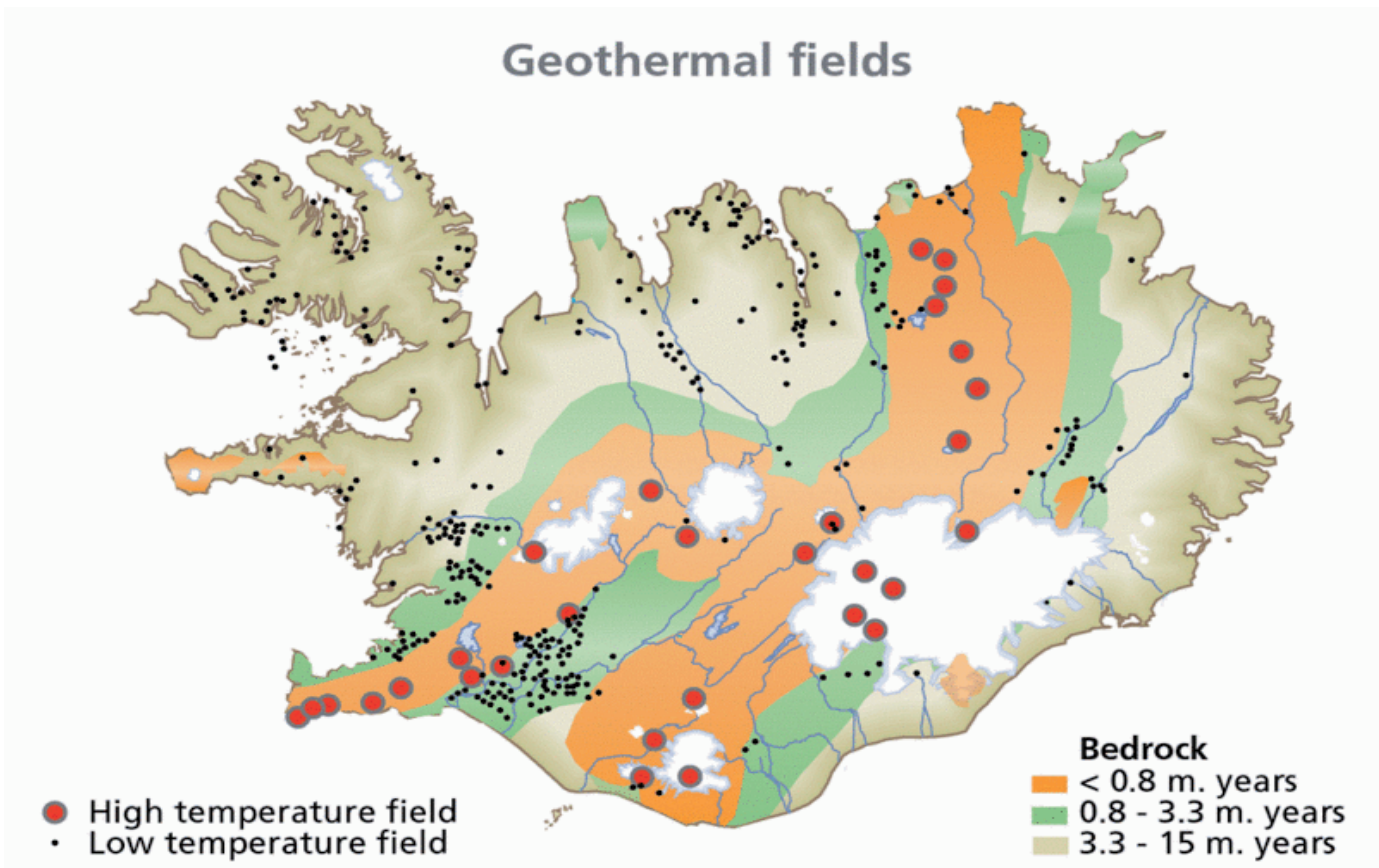 Geothermal fields
High temperature field
Low temperature field
Bedrock
< 0.8 m. years
0.8 - 3.3 m. years
3.3 - 15 m. years